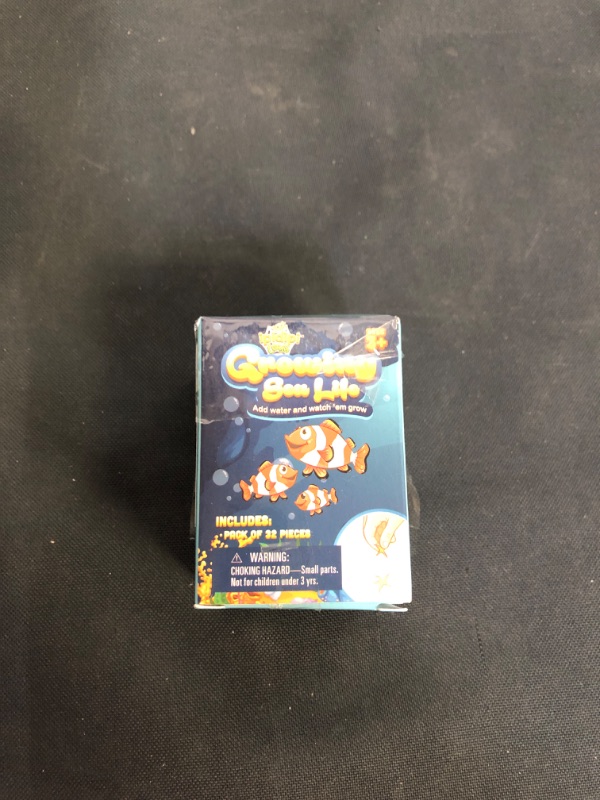 5+
Growing
Sea Life
Add water and watch 'em grow
INCLUDES:
PACK OF 32 PIECES
WARNING:
CHOKING HAZARD—Small parts.
Not for children under 3 yrs.